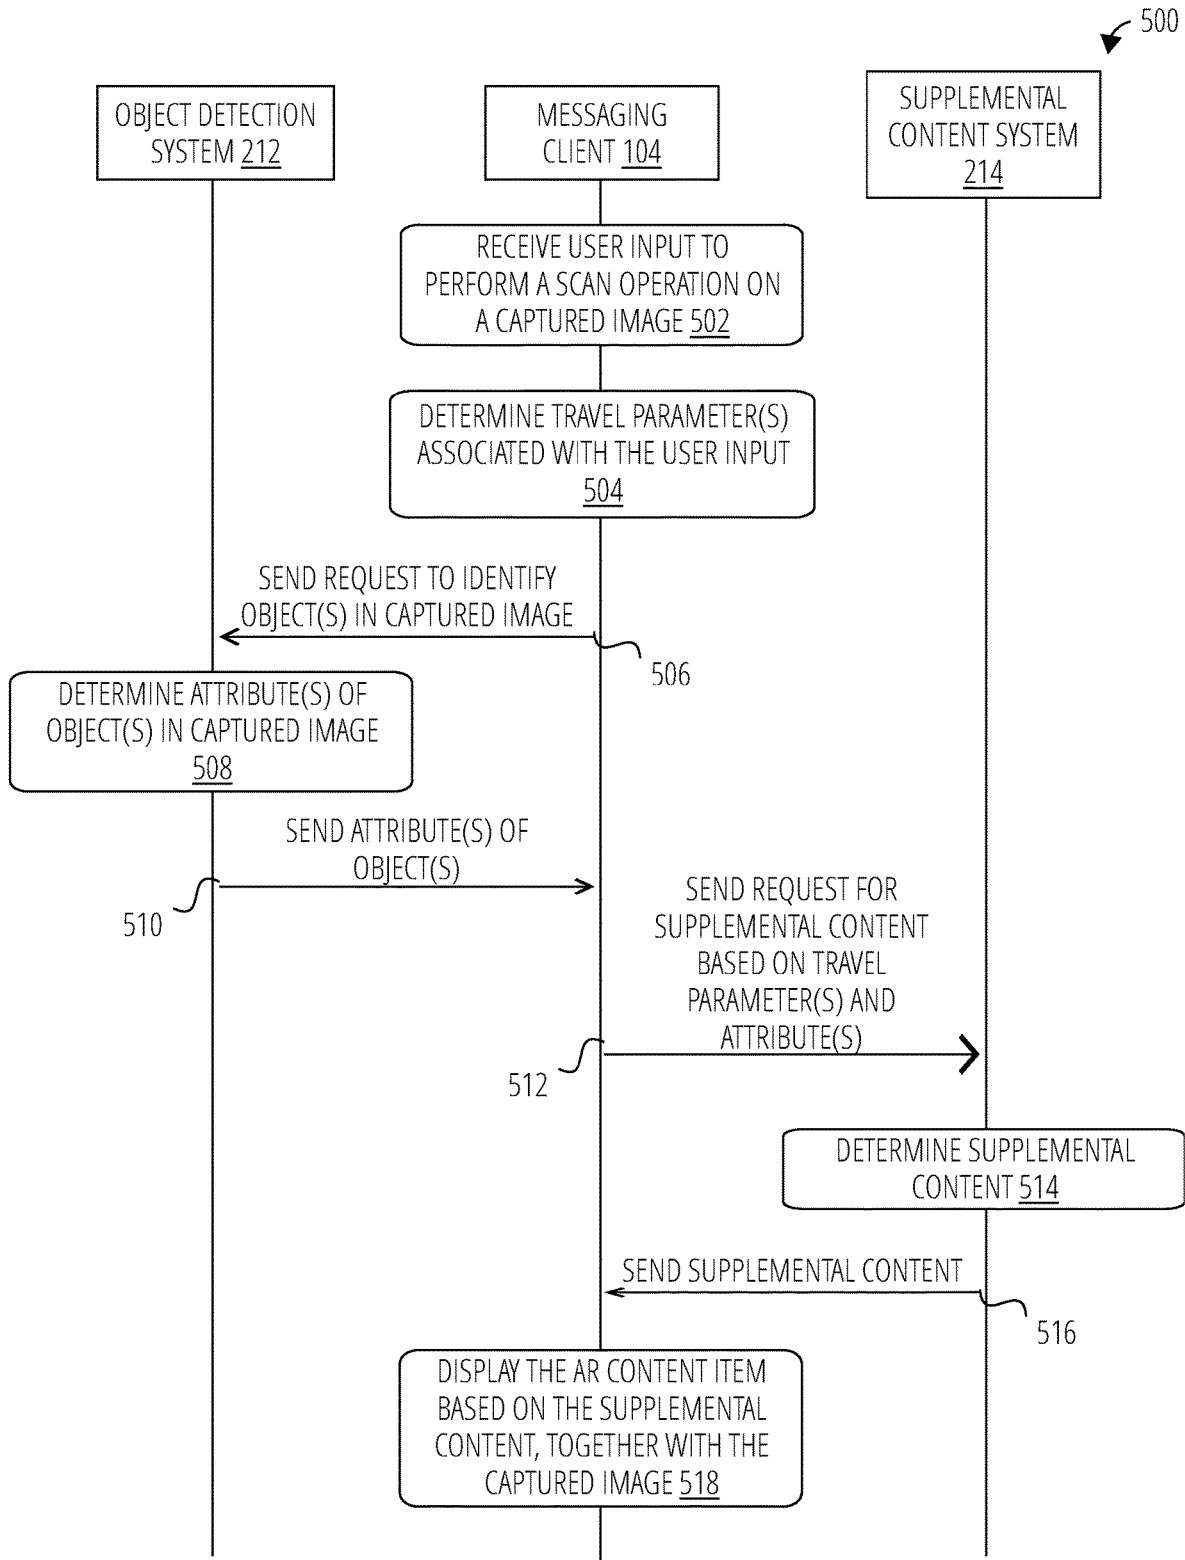 500
OBJECT DETECTION
SYSTEM 212
MESSAGING
CLIENT 104
SUPPLEMENTAL
CONTENT SYSTEM
214
RECEIVE USER INPUT TO
PERFORM A SCAN OPERATION ON
A CAPTURED IMAGE 502
DETERMINE TRAVEL PARAMETER(S)
ASSOCIATED WITH THE USER INPUT
504
SEND REQUEST TO IDENTIFY
OBJECT(S) IN CAPTURED IMAGE
506
DETERMINE ATTRIBUTE(S) OF
OBJECT(S) IN CAPTURED IMAGE
508
SEND ATTRIBUTE(S) OF
OBJECT(S)
510
SEND REQUEST FOR
SUPPLEMENTAL CONTENT
BASED ON TRAVEL
PARAMETER(S) AND
ATTRIBUTE(S)
512
DETERMINE SUPPLEMENTAL
CONTENT 514
SEND SUPPLEMENTAL CONTENT
516
DISPLAY THE AR CONTENT ITEM
BASED ON THE SUPPLEMENTAL
CONTENT, TOGETHER WITH THE
CAPTURED IMAGE 518